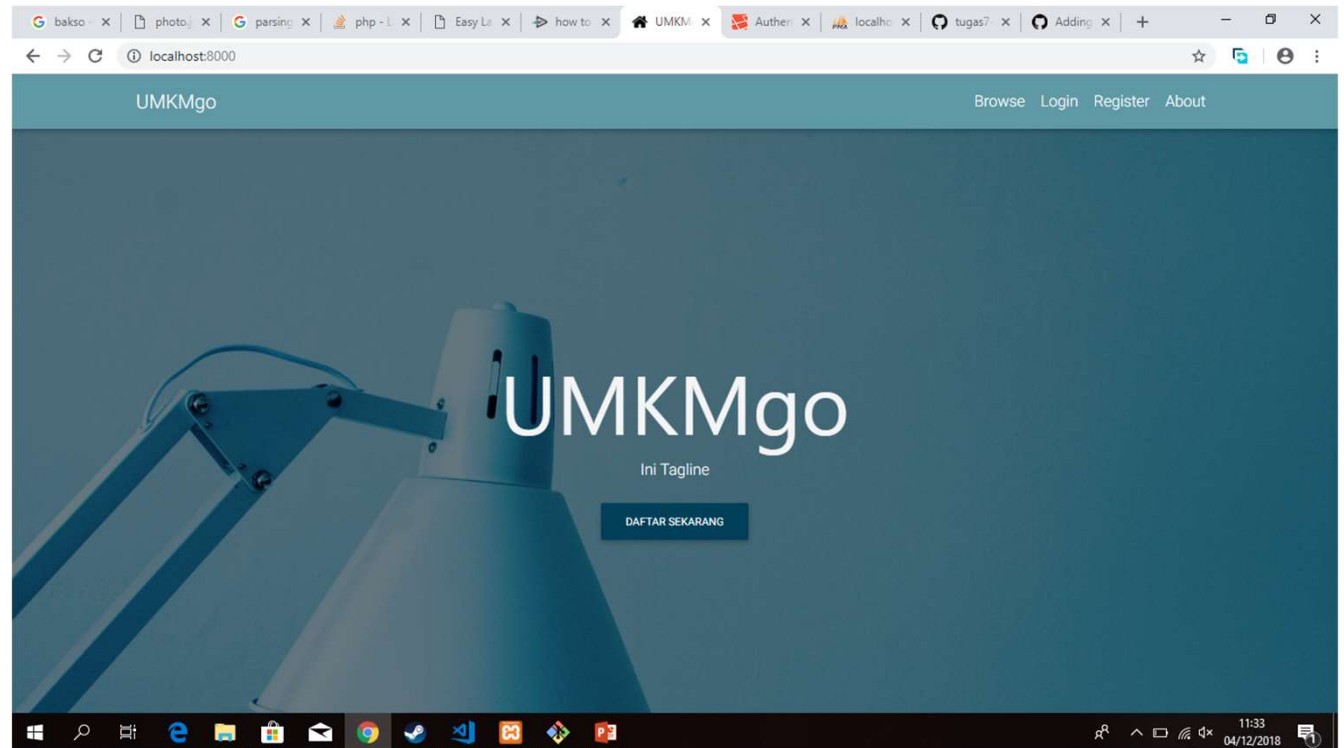 bakso -
photo.j
parsing
php - L
Easy La
how to
UMKM
Authen
localho
tugas7-
Adding
localhost:8000
UMKMgo
Browse Login Register About
UMKMgo
Ini Tagline
DAFTAR SEKARANG
11:33
04/12/2018